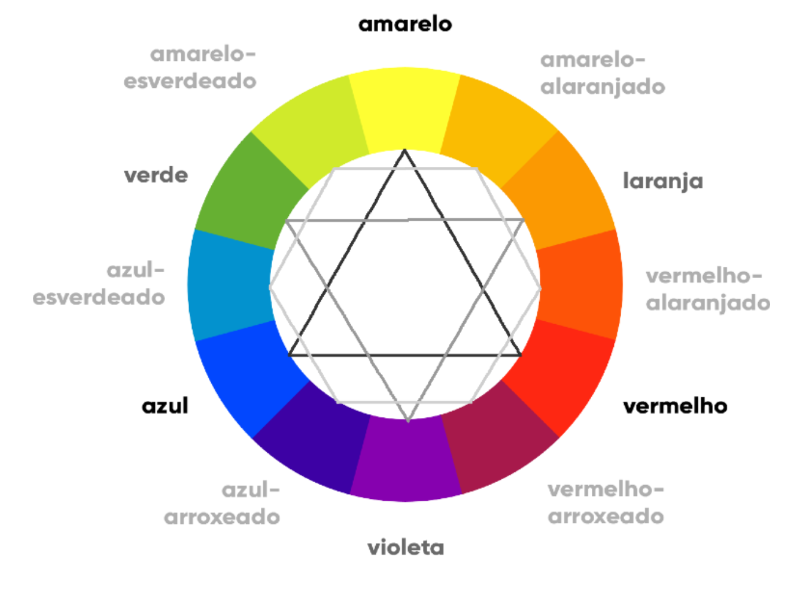 amarelo
amarelo-
esverdeado
amarelo-
alaranjado
verde
laranja
azul-
esverdeado
vermelho-
alaranjado
azul
vermelho
azul-
arroxeado
vermelho-
arroxeado
violeta